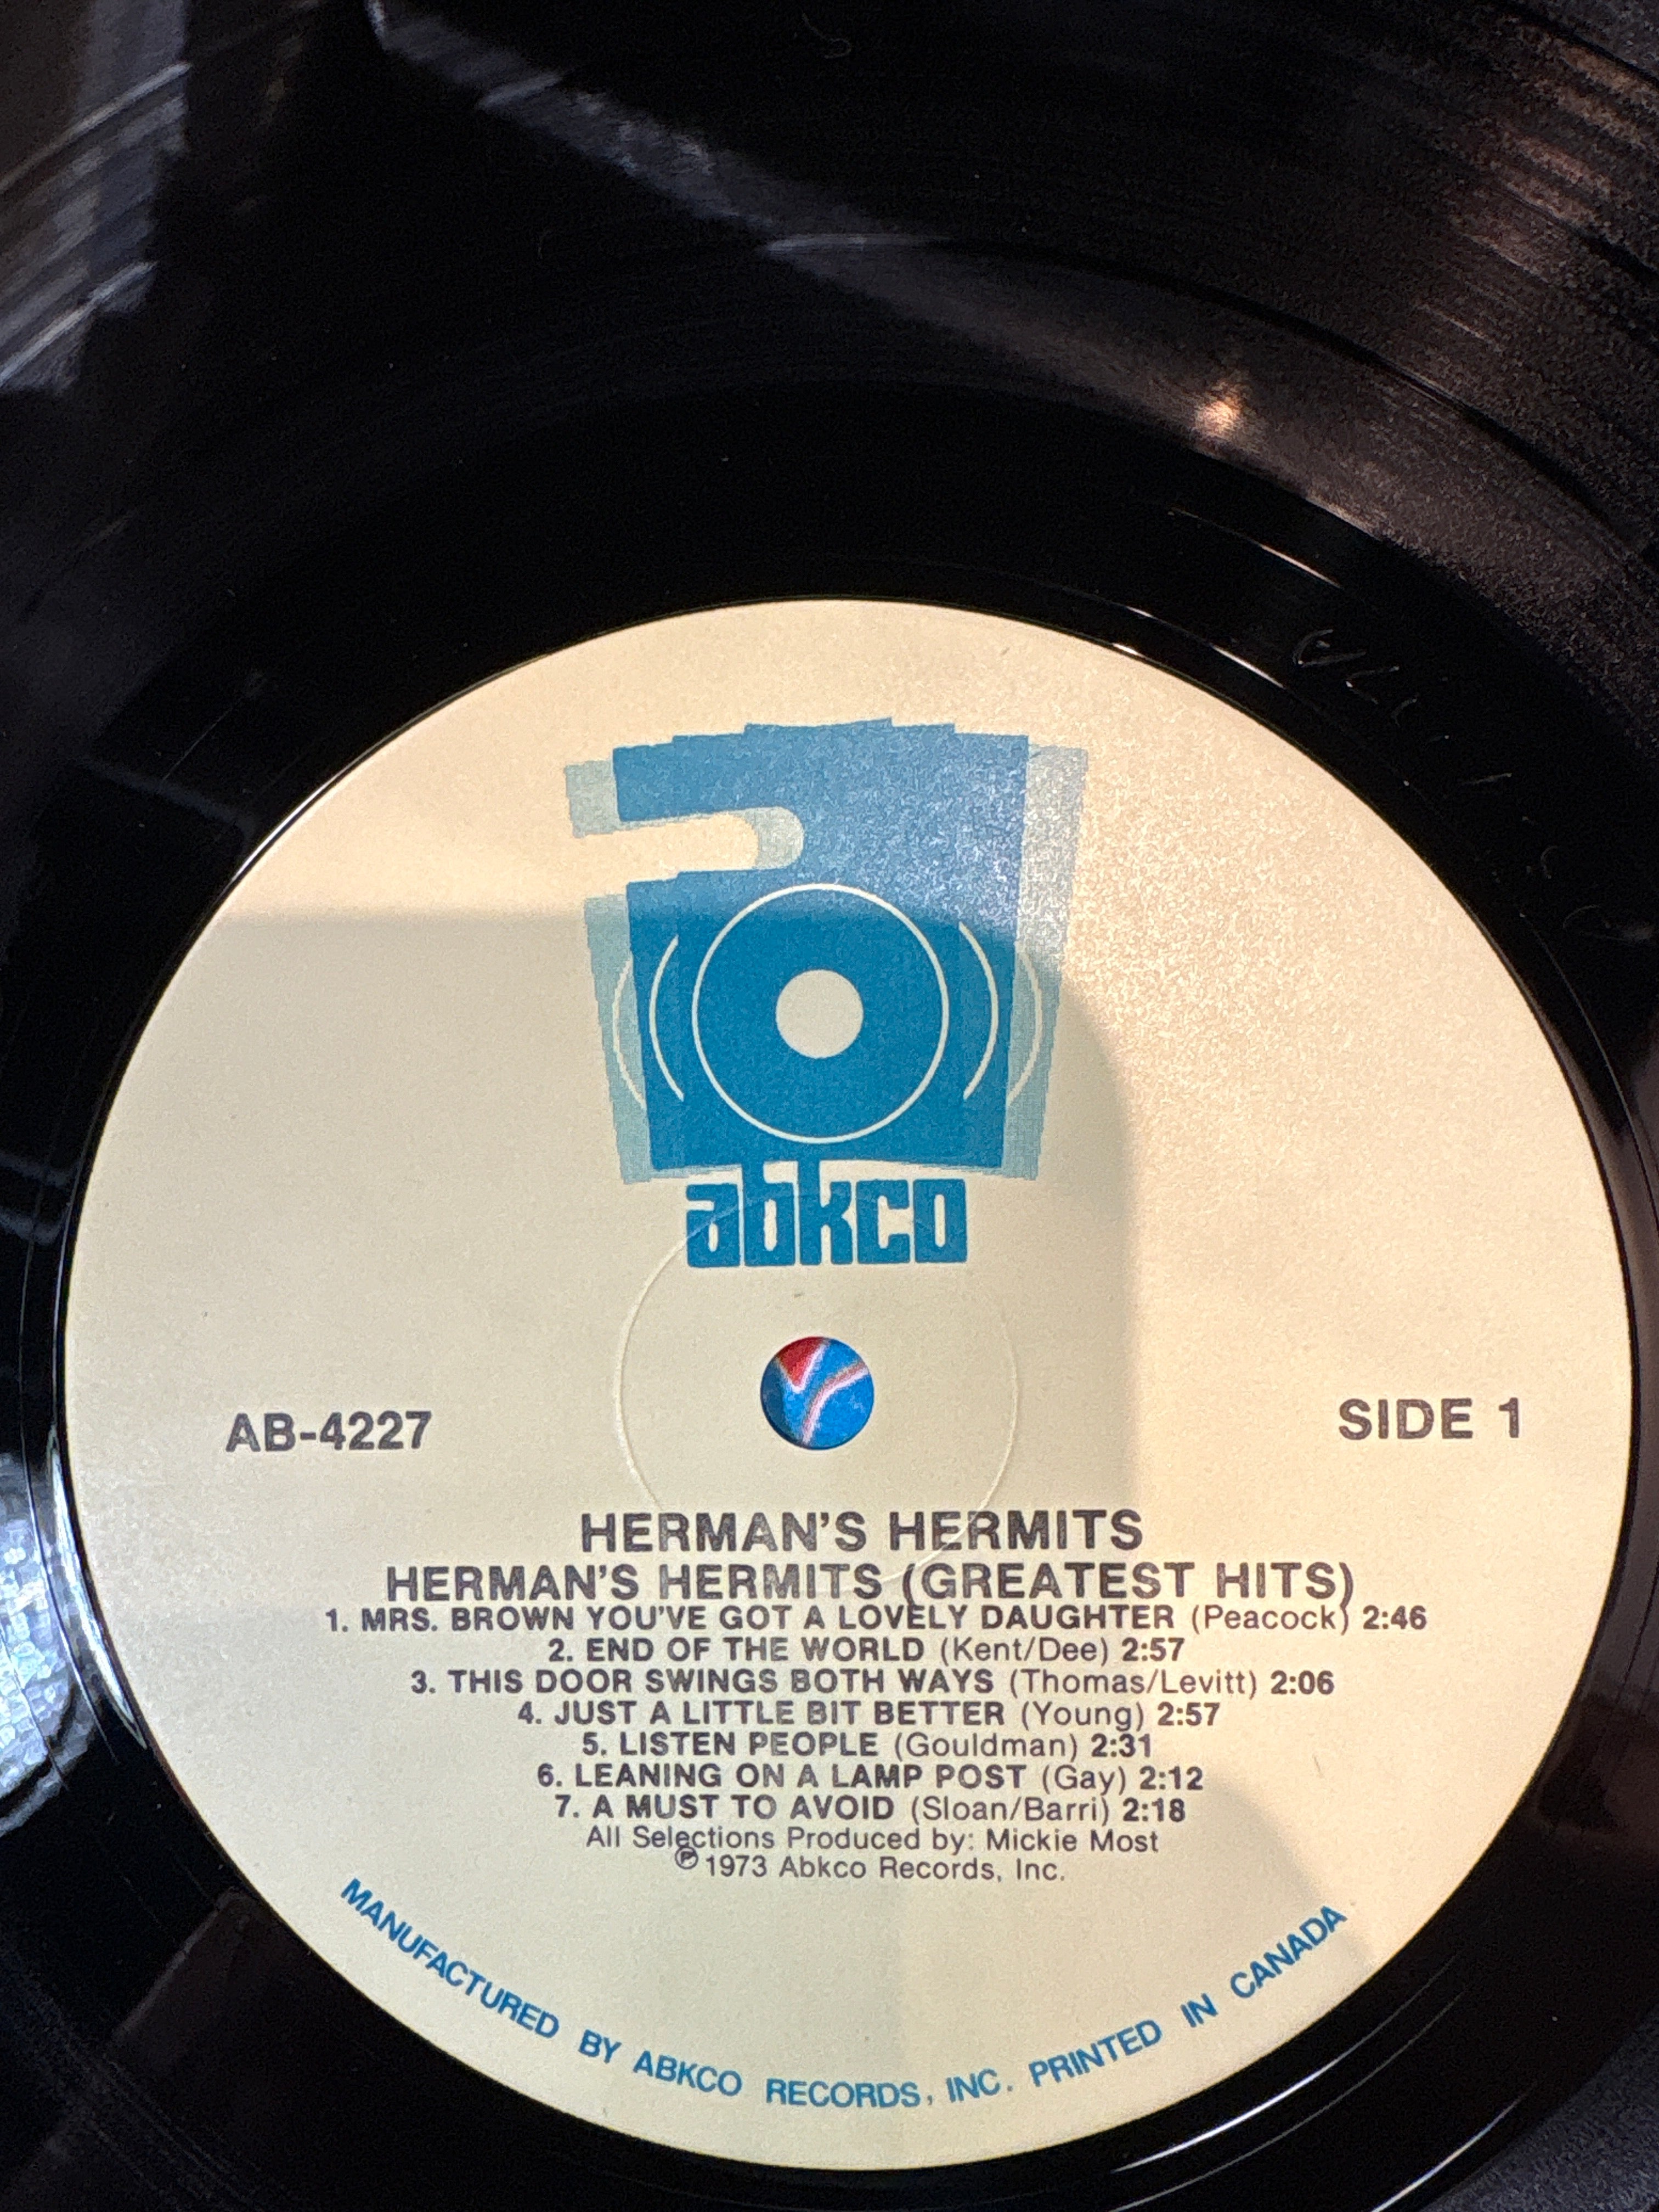 abkco
AB-4227
SIDE 1
HERMAN'S HERMITS
HERMAN'S HERMITS (GREATEST HITS)
1. MRS. BROWN YOU'VE GOT A LOVELY DAUGHTER (Peacock) 2:46
2. END OF THE WORLD (Kent/Dee) 2:57
3. THIS DOOR SWINGS BOTH WAYS (Thomas/Levitt) 2:06
4. JUST A LITTLE BIT BETTER (Young) 2:57
5. LISTEN PEOPLE (Gouldman) 2:31
6. LEANING ON A LAMP POST (Gay) 2:12
7. A MUST TO AVOID (Sloan/Barri) 2:18
All Selections Produced by: Mickie Most
℗ 1973 Abkco Records, Inc.
MANUFACTURED BY ABKCO RECORDS, INC. PRINTED IN CANADA